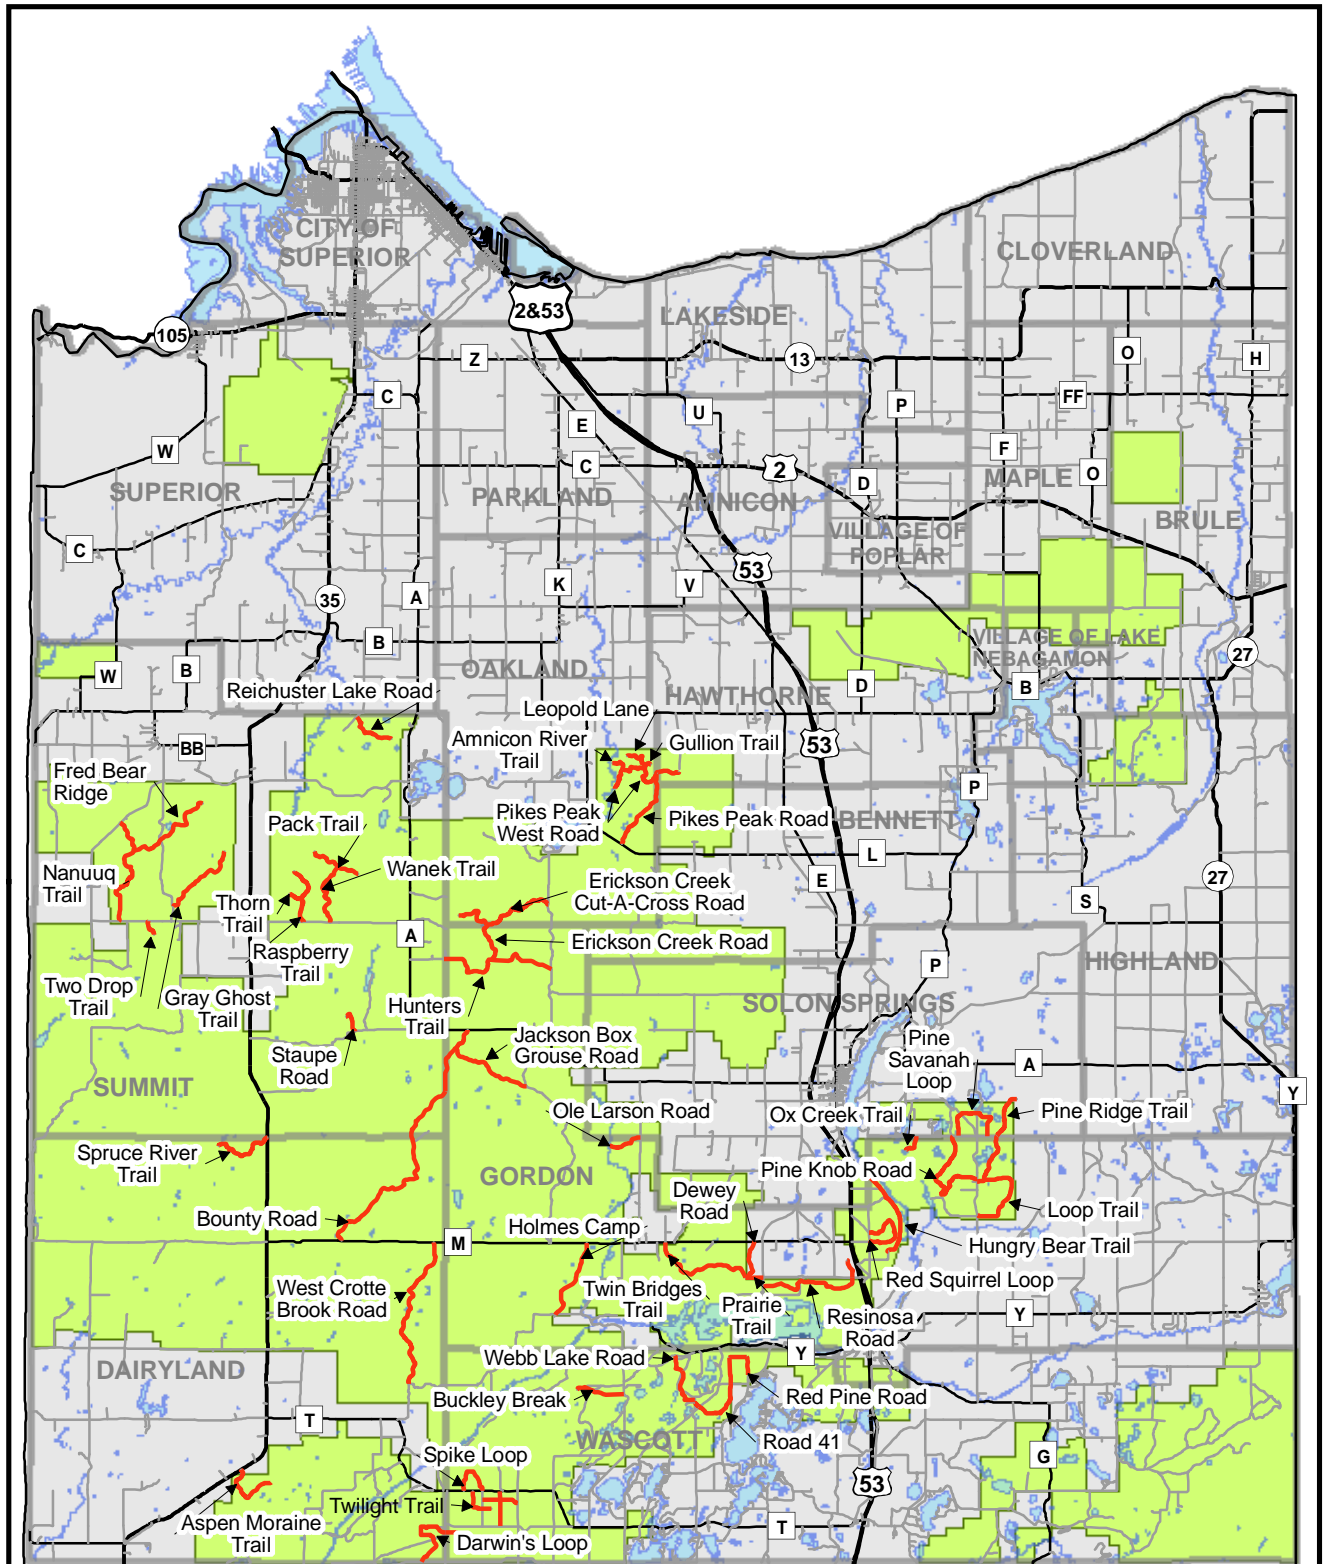 CITY OF
SUPERIOR
CLOVERLAND
2&53
LAKESIDE
105
Z
13
O
H
C
FF
P
U
E
W
F
C
2
O
D
MAPLE
SUPERIOR
PARKLAND
AMNICON
BRULE
VILLAGE OF
POPLAR
C
53
K
V
35
A
B
VILLAGE OF LAKE
NEBAGAMON
27
B
W
OAKLAND
D
B
Reichuster Lake Road
HAWTHORNE
Leopold Lane
Amnicon River
Trail
Gullion Trail
53
BB
Fred Bear
Ridge
P
Pikes Peak
West Road
Pikes Peak Road
BENNETT
Pack Trail
L
Nanuuq
Trail
Wanek Trail
Erickson Creek
Cut-A-Cross Road
E
27
Thorn
Trail
S
A
Erickson Creek Road
Raspberry
Trail
P
HIGHLAND
Two Drop
Trail
Gray Ghost
Trail
Hunters
Trail
SOLON SPRINGS
Jackson Box
Grouse Road
Pine
Savanah
Loop
Staupe
Road
A
SUMMIT
Y
Ole Larson Road
Ox Creek Trail
Pine Ridge Trail
Spruce River
Trail
GORDON
Pine Knob Road
Dewey
Road
Loop Trail
Bounty Road
Holmes Camp
M
Hungry Bear Trail
West Crotte
Brook Road
Twin Bridges
Trail
Red Squirrel Loop
Prairie
Trail
Resinosa
Road
Y
Y
Webb Lake Road
DAIRYLAND
Buckley Break
Red Pine Road
T
WASCOTT
Road 41
Spike Loop
G
53
Twilight Trail
Aspen Moraine
Trail
T
Darwin's Loop